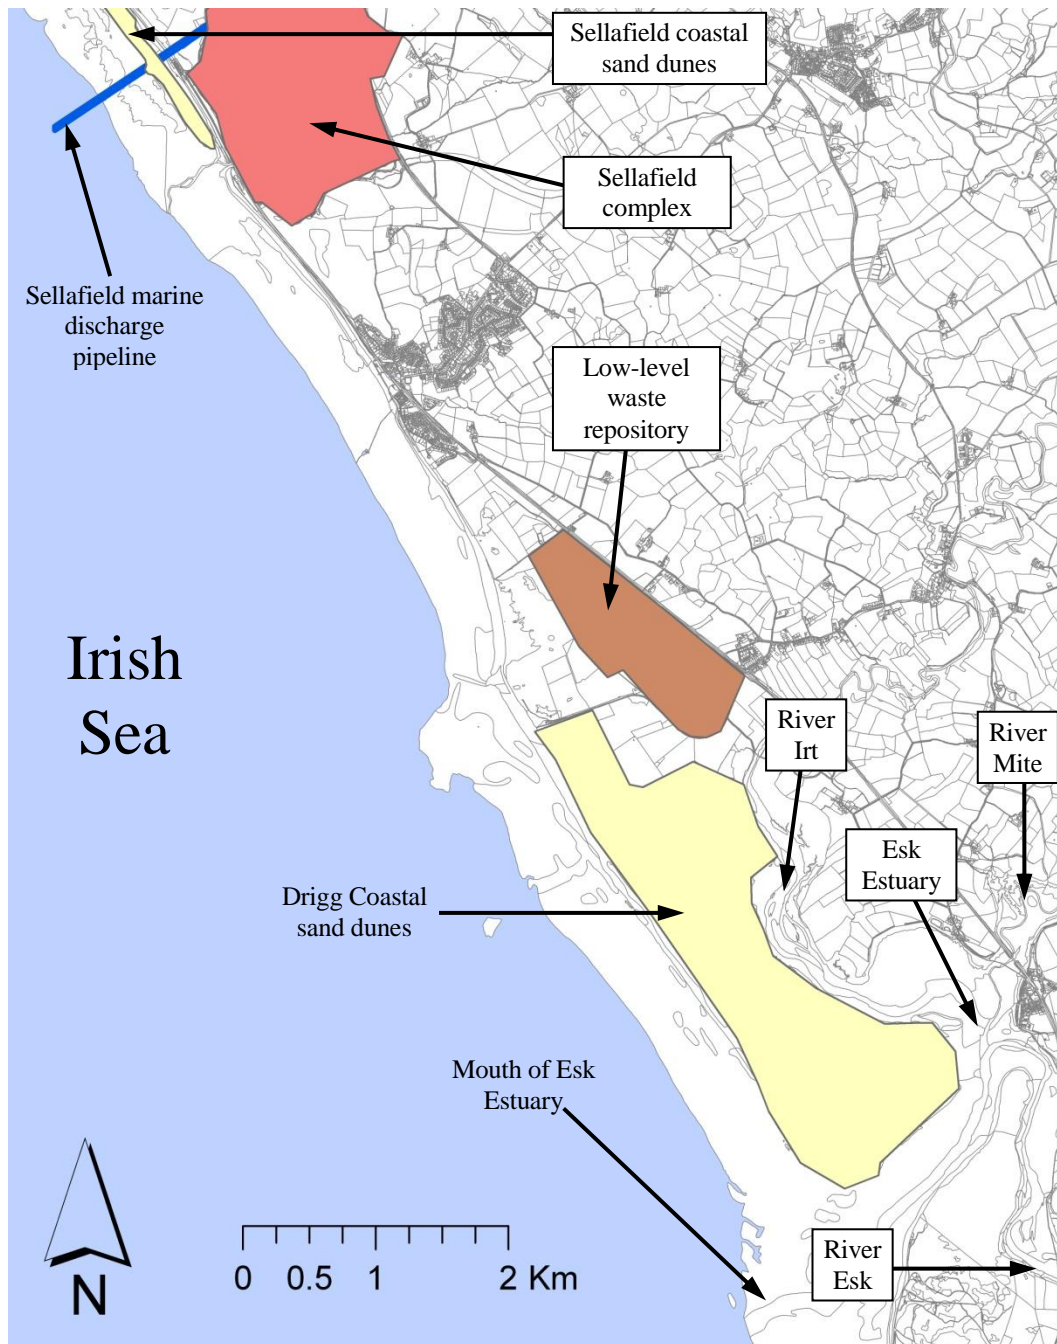 Sellafield coastal
sand dunes
Sellafield
complex
Sellafield marine
discharge
pipeline
Low-level
waste
repository
Irish
Sea
River
Irt
River
Mite
Esk
Estuary
Drigg Coastal
sand dunes
Mouth of Esk
Estuary
River
Esk
N
0 0.5 1 2 Km